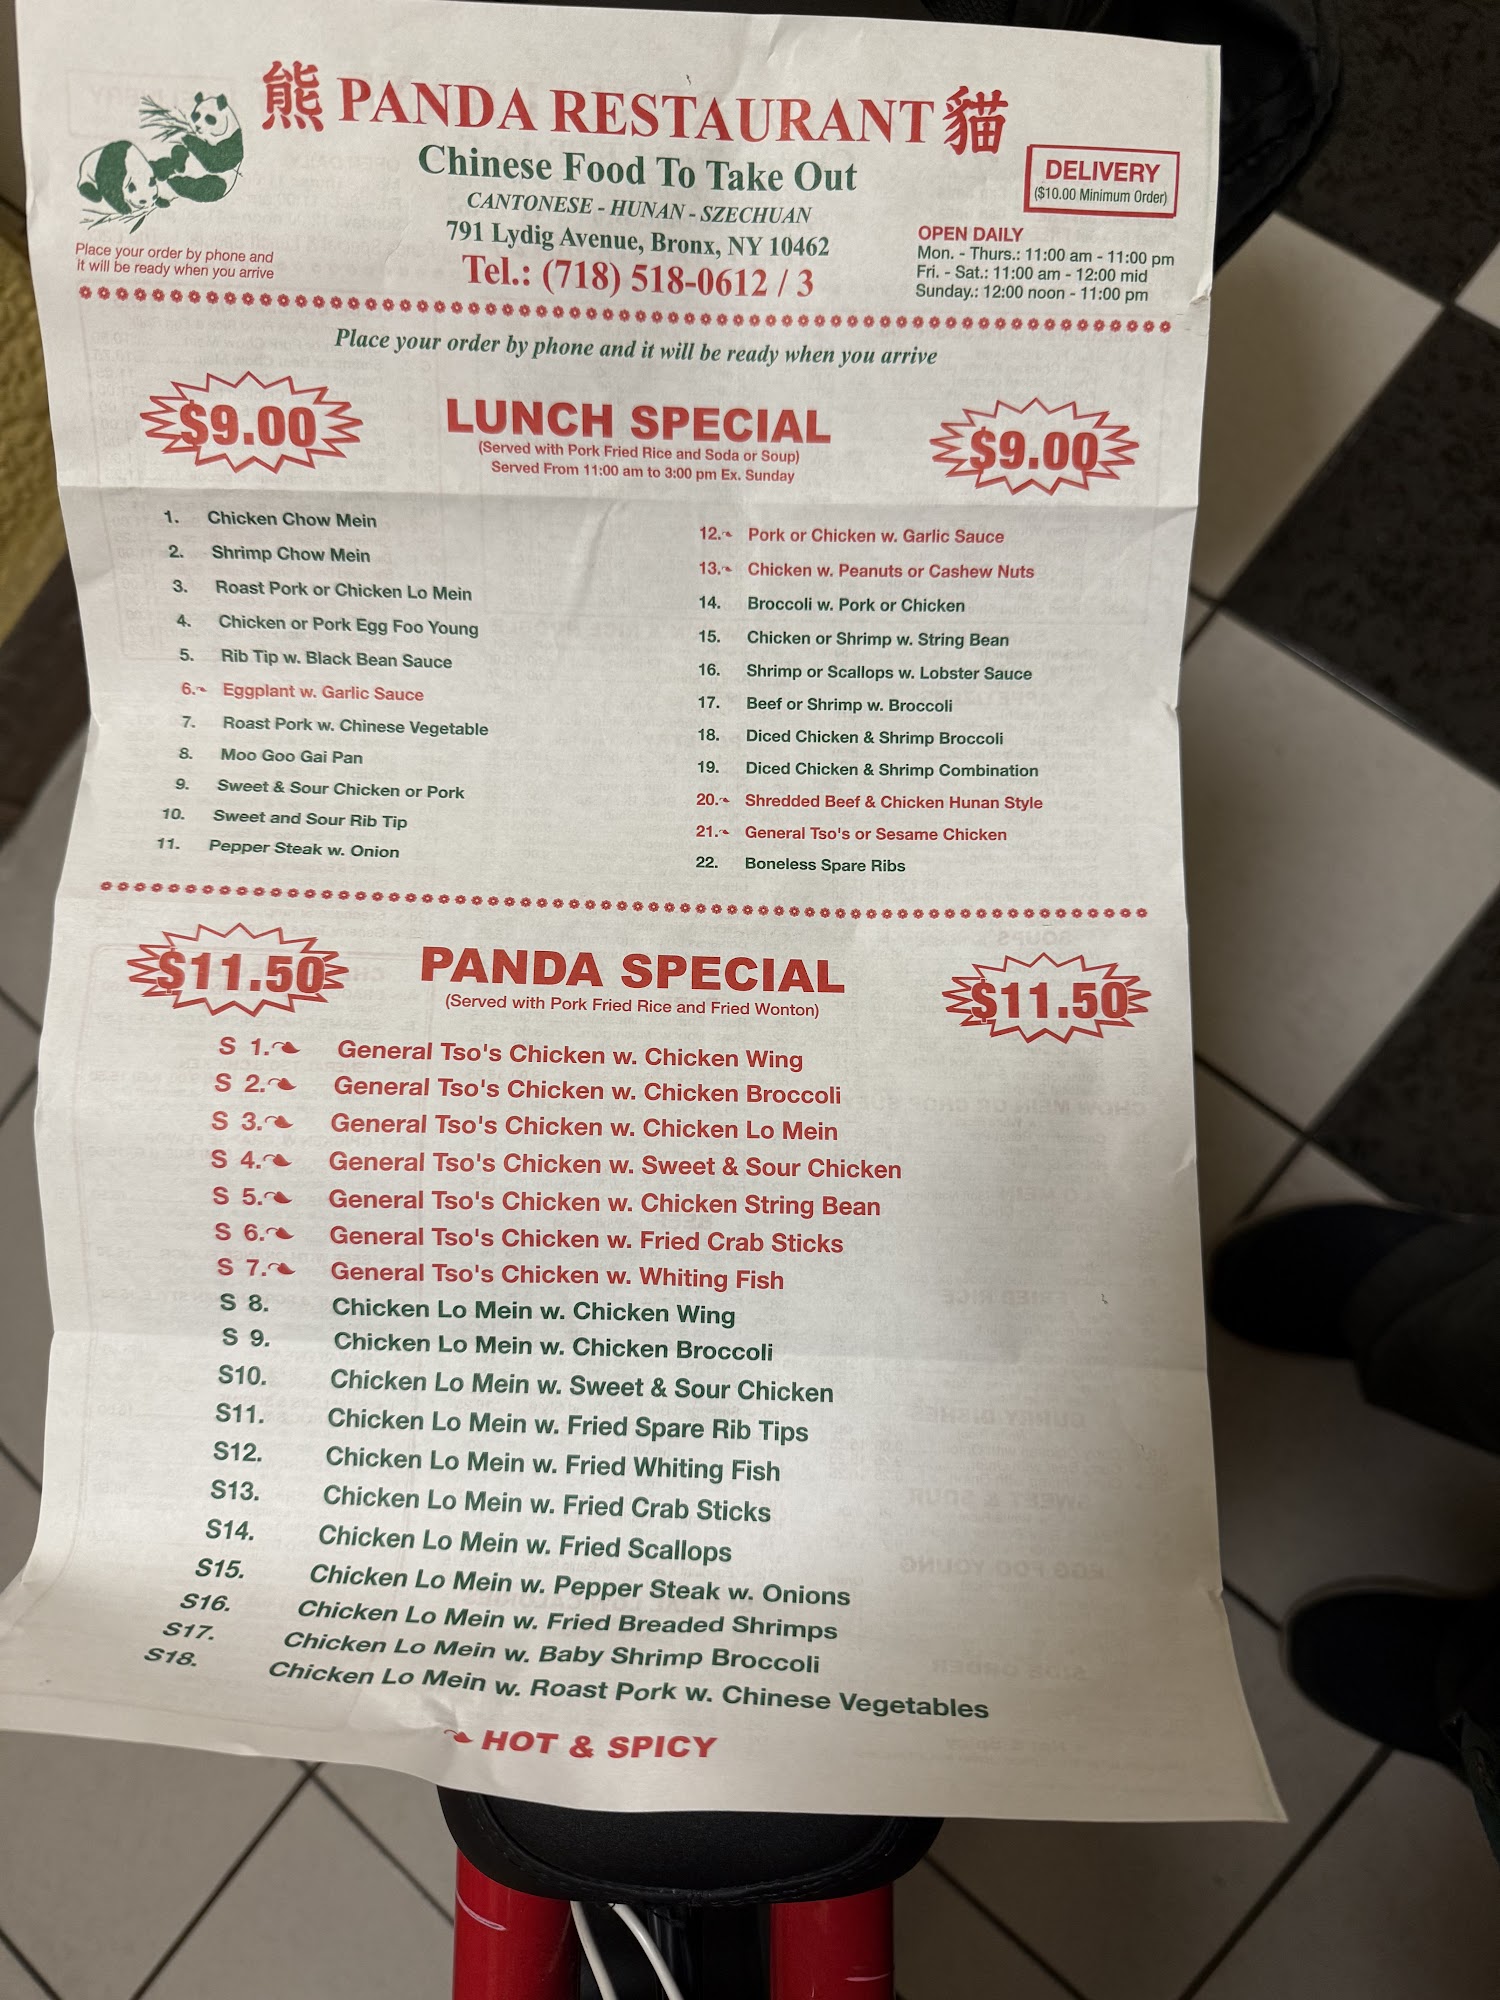 熊 PANDA RESTAURANT 貓
Chinese Food To Take Out
CANTONESE - HUNAN - SZECHUAN
791 Lydig Avenue, Bronx, NY 10462
Tel.: (718) 518-0612 / 3
Place your order by phone and
it will be ready when you arrive
DELIVERY
($10.00 Minimum Order)
OPEN DAILY
Mon. - Thurs.: 11:00 am - 11:00 pm
Fri. - Sat.: 11:00 am - 12:00 mid
Sunday.: 12:00 noon - 11:00 pm
Place your order by phone and it will be ready when you arrive
$9.00
LUNCH SPECIAL
(Served with Pork Fried Rice and Soda or Soup)
Served From 11:00 am to 3:00 pm Ex. Sunday
$9.00
1. Chicken Chow Mein
2. Shrimp Chow Mein
3. Roast Pork or Chicken Lo Mein
4. Chicken or Pork Egg Foo Young
5. Rib Tip w. Black Bean Sauce
6. Eggplant w. Garlic Sauce
7. Roast Pork w. Chinese Vegetable
8. Moo Goo Gai Pan
9. Sweet & Sour Chicken or Pork
10. Sweet and Sour Rib Tip
11. Pepper Steak w. Onion
12. Pork or Chicken w. Garlic Sauce
13. Chicken w. Peanuts or Cashew Nuts
14. Broccoli w. Pork or Chicken
15. Chicken or Shrimp w. String Bean
16. Shrimp or Scallops w. Lobster Sauce
17. Beef or Shrimp w. Broccoli
18. Diced Chicken & Shrimp Broccoli
19. Diced Chicken & Shrimp Combination
20. Shredded Beef & Chicken Hunan Style
21. General Tso's or Sesame Chicken
22. Boneless Spare Ribs
$11.50
PANDA SPECIAL
(Served with Pork Fried Rice and Fried Wonton)
$11.50
S 1. General Tso's Chicken w. Chicken Wing
S 2. General Tso's Chicken w. Chicken Broccoli
S 3. General Tso's Chicken w. Chicken Lo Mein
S 4. General Tso's Chicken w. Sweet & Sour Chicken
S 5. General Tso's Chicken w. Chicken String Bean
S 6. General Tso's Chicken w. Fried Crab Sticks
S 7. General Tso's Chicken w. Whiting Fish
S 8. Chicken Lo Mein w. Chicken Wing
S 9. Chicken Lo Mein w. Chicken Broccoli
S10. Chicken Lo Mein w. Sweet & Sour Chicken
S11. Chicken Lo Mein w. Fried Spare Rib Tips
S12. Chicken Lo Mein w. Fried Whiting Fish
S13. Chicken Lo Mein w. Fried Crab Sticks
S14. Chicken Lo Mein w. Fried Scallops
S15. Chicken Lo Mein w. Pepper Steak w. Onions
S16. Chicken Lo Mein w. Fried Breaded Shrimps
S17. Chicken Lo Mein w. Baby Shrimp Broccoli
S18. Chicken Lo Mein w. Roast Pork w. Chinese Vegetables
HOT & SPICY